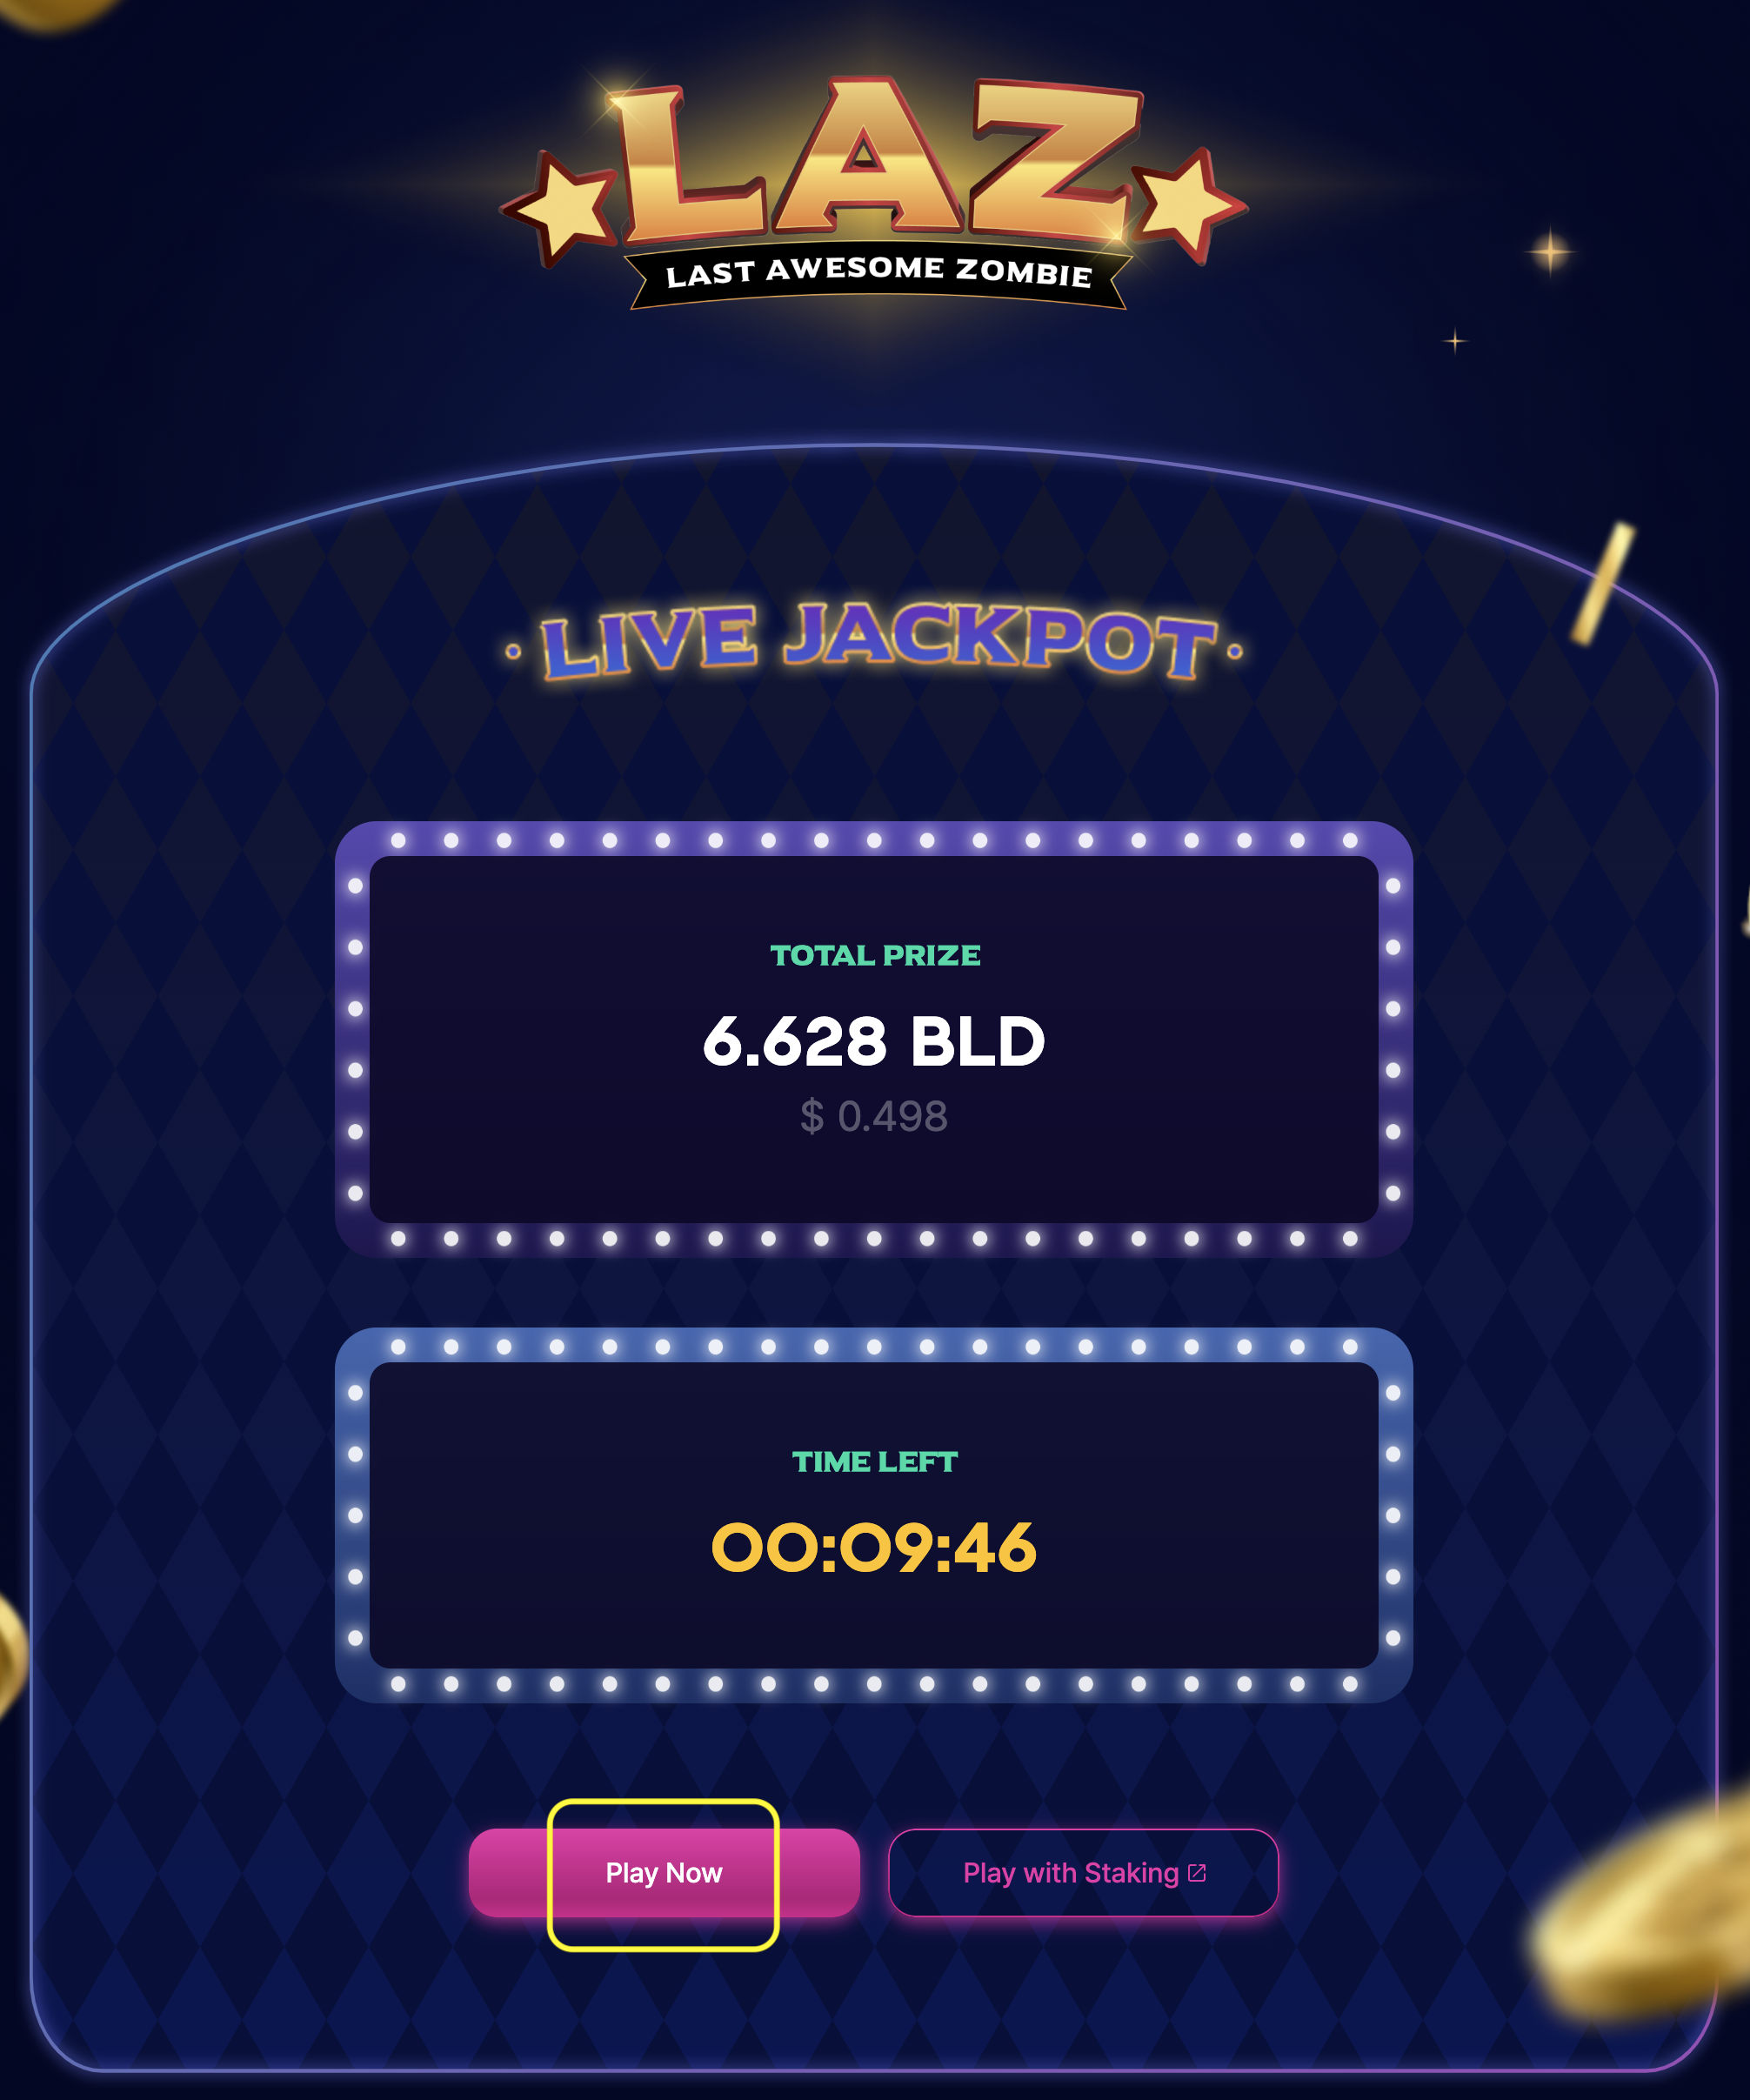 LAZ
LAST AWESOME ZOMBIE
• LIVE JACKPOT •
TOTAL PRIZE
6.628 BLD
$ 0.498
TIME LEFT
00:09:46
Play Now
Play with Staking